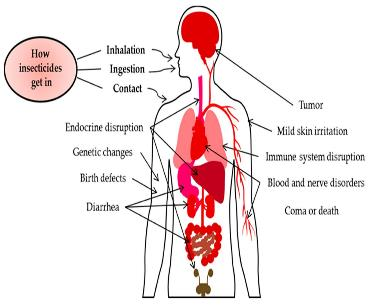 How
insecticides
get in
Inhalation
Ingestion
Contact
Endocrine disruption
Genetic changes
Birth defects
Diarrhea
Tumor
Mild skin irritation
Immune system disruption
Blood and nerve disorders
Coma or death